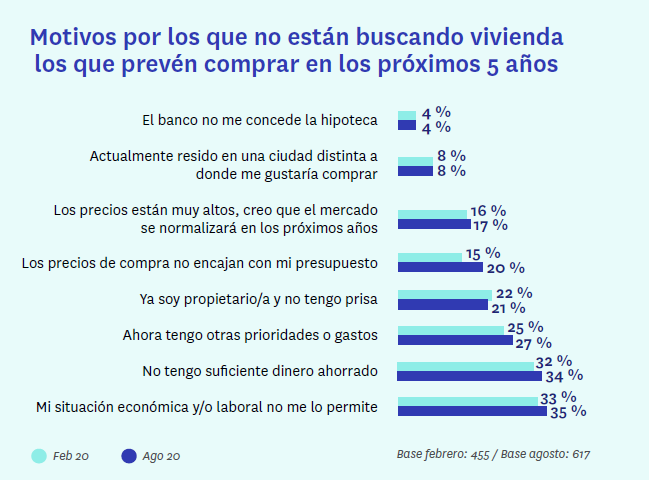 Motivos por los que no están buscando vivienda
los que prevén comprar en los próximos 5 años
El banco no me concede la hipoteca
4 %
4 %
Actualmente resido en una ciudad distinta a
donde me gustaría comprar
8 %
8 %
Los precios están muy altos, creo que el mercado
se normalizará en los próximos años
16 %
17 %
Los precios de compra no encajan con mi presupuesto
15 %
20 %
Ya soy propietario/a y no tengo prisa
22 %
21 %
Ahora tengo otras prioridades o gastos
25 %
27 %
No tengo suficiente dinero ahorrado
32 %
34 %
Mi situación económica y/o laboral no me lo permite
33 %
35 %
Feb 20
Ago 20
Base febrero: 455 / Base agosto: 617